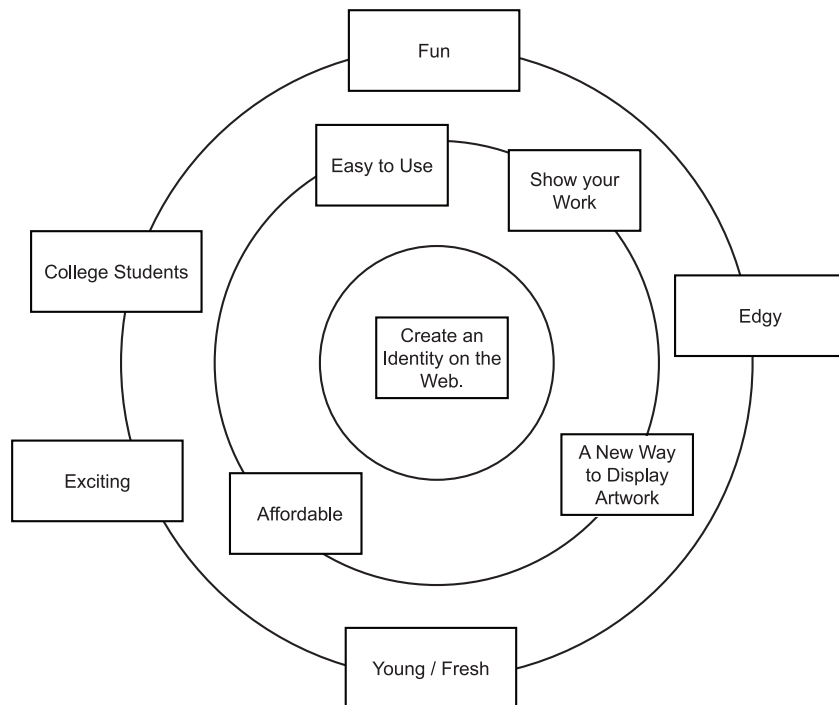 Fun
Easy to Use
Show your
Work
College Students
Edgy
Create an
Identity on the
Web.
Exciting
A New Way
to Display
Artwork
Affordable
Young / Fresh